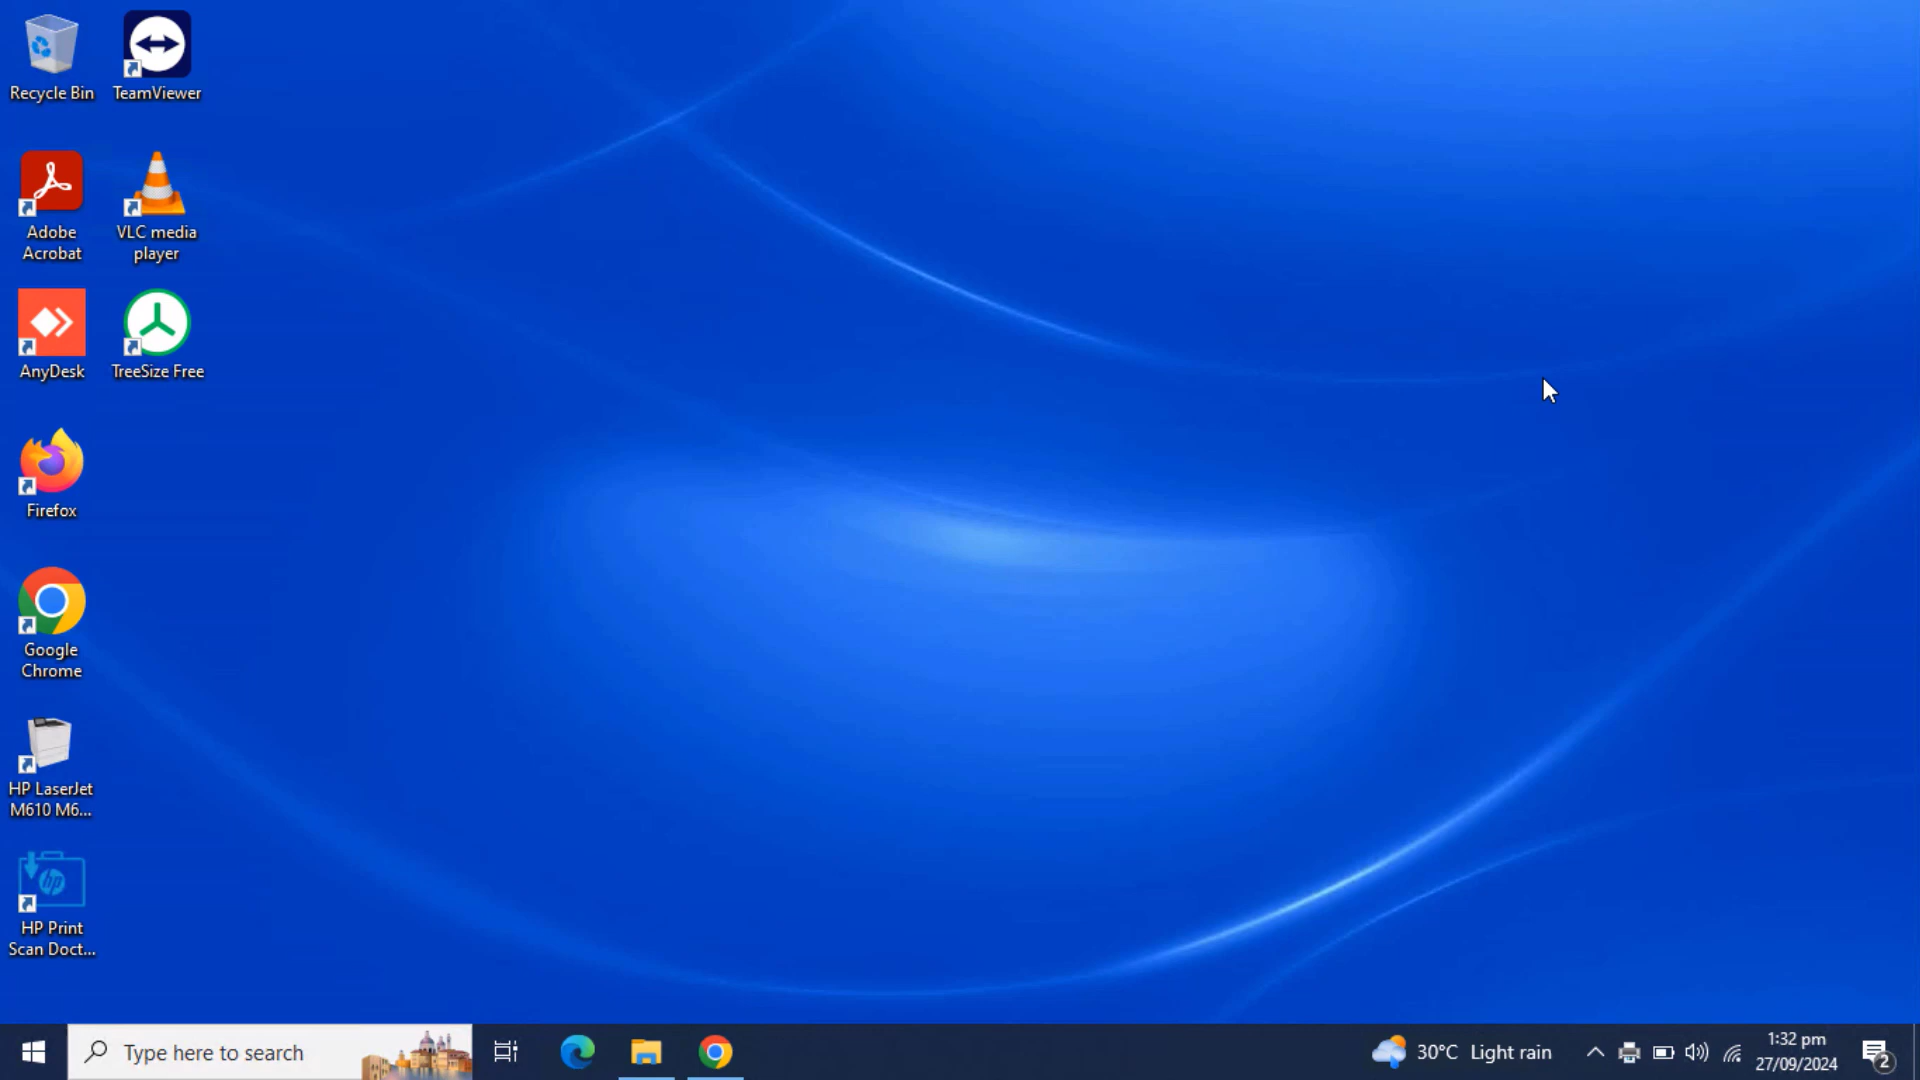 Recycle Bin
TeamViewer
Adobe
Acrobat
VLC media
player
AnyDesk
TreeSize Free
Firefox
Google
Chrome
HP LaserJet
M610 M6...
hp
HP Print
Scan Doct...
Type here to search
30°C Light rain
1:32 pm
27/09/2024
2